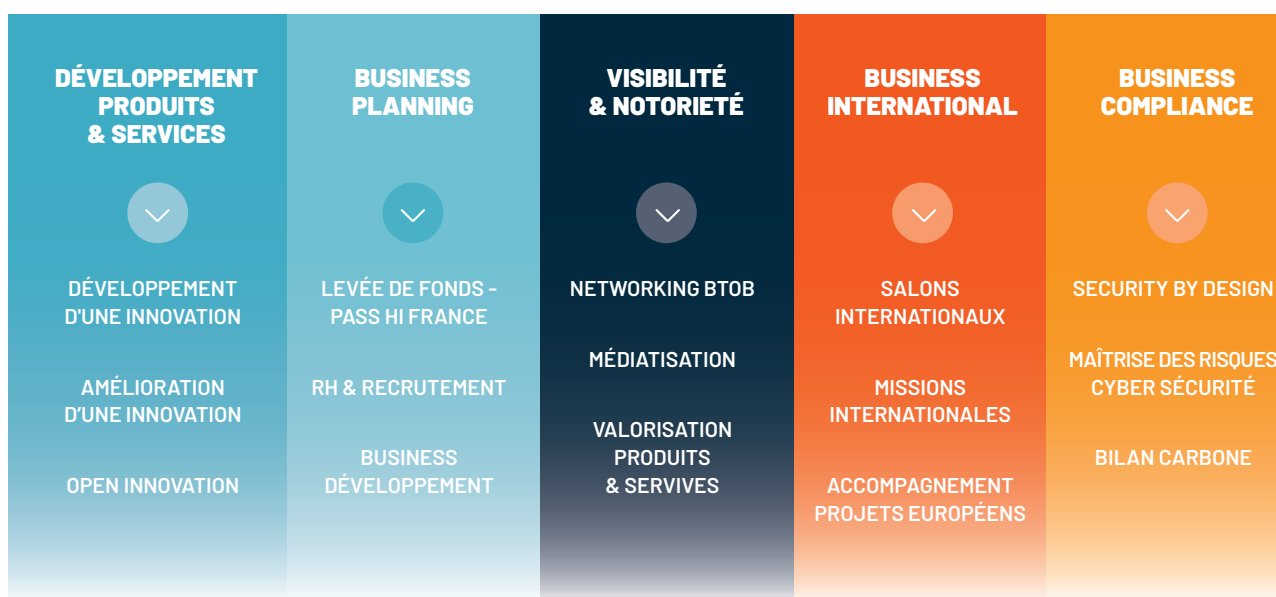 DÉVELOPPEMENT
PRODUITS
& SERVICES
DÉVELOPPEMENT
D'UNE INNOVATION
AMÉLIORATION
D’UNE INNOVATION
OPEN INNOVATION
BUSINESS
PLANNING
LEVÉE DE FONDS -
PASS HI FRANCE
RH & RECRUTEMENT
BUSINESS
DÉVELOPPEMENT
VISIBILITÉ
& NOTORIETÉ
NETWORKING BTOB
MÉDIATISATION
VALORISATION
PRODUITS
& SERVIVES
BUSINESS
INTERNATIONAL
SALONS
INTERNATIONAUX
MISSIONS
INTERNATIONALES
ACCOMPAGNEMENT
PROJETS EUROPÉENS
BUSINESS
COMPLIANCE
SECURITY BY DESIGN
MAÎTRISE DES RISQUES
CYBER SÉCURITÉ
BILAN CARBONE